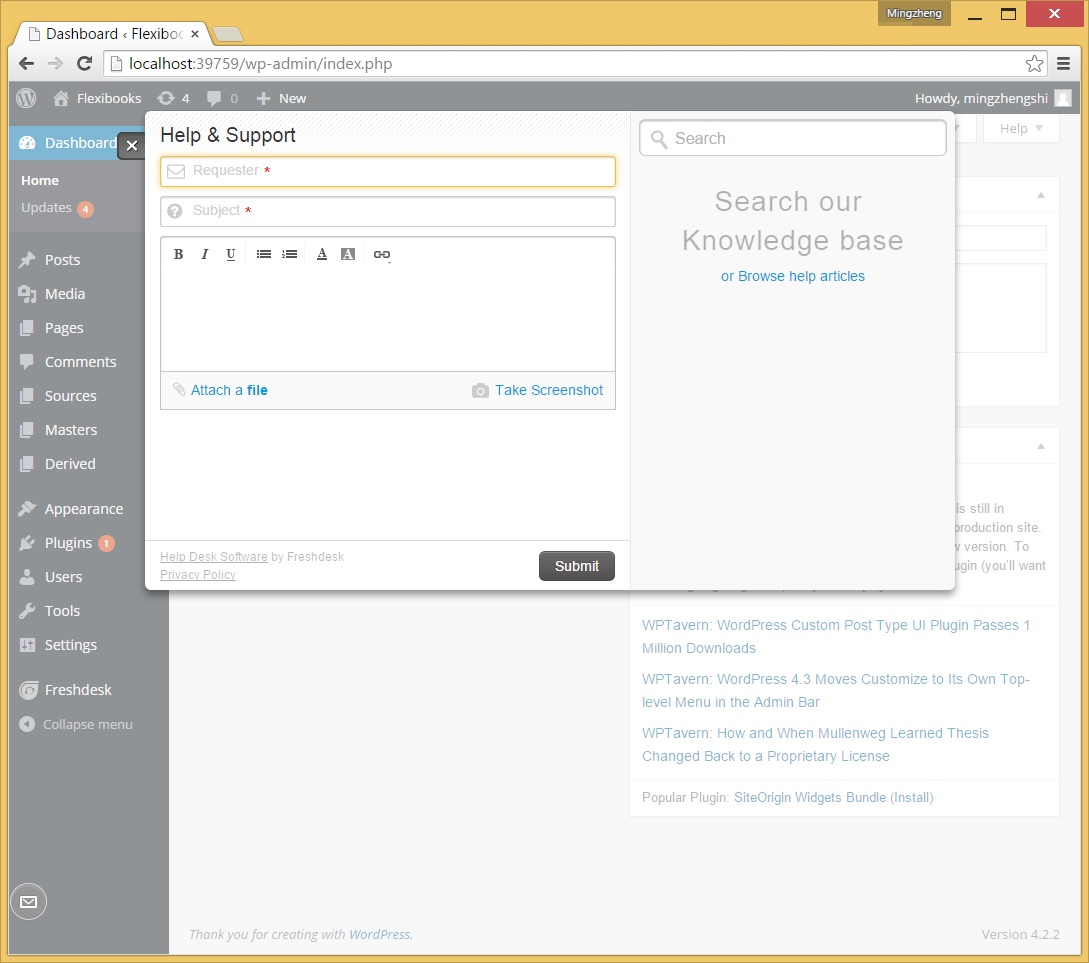 Mingzheng
Dashboard ‹ Flexiboo
localhost:39759/wp-admin/index.php
Flexibooks 4 0 New Howdy, mingzhengshi
Dashboard
Home
Updates 4
Posts
Media
Pages
Comments
Sources
Masters
Derived
Appearance
Plugins 1
Users
Tools
Settings
Freshdesk
Collapse menu
Help & Support
Requester *
Subject *
B I U A A
Attach a file Take Screenshot
Help Desk Software by Freshdesk
Privacy Policy
Submit
Search
Search our
Knowledge base
or Browse help articles
Help
is still in
production site.
version. To
(you'll want
WPTavern: WordPress Custom Post Type UI Plugin Passes 1
Million Downloads
WPTavern: WordPress 4.3 Moves Customize to Its Own Top-
level Menu in the Admin Bar
WPTavern: How and When Mullenweg Learned Thesis
Changed Back to a Proprietary License
Popular Plugin: SiteOrigin Widgets Bundle (Install)
Thank you for creating with WordPress.
Version 4.2.2